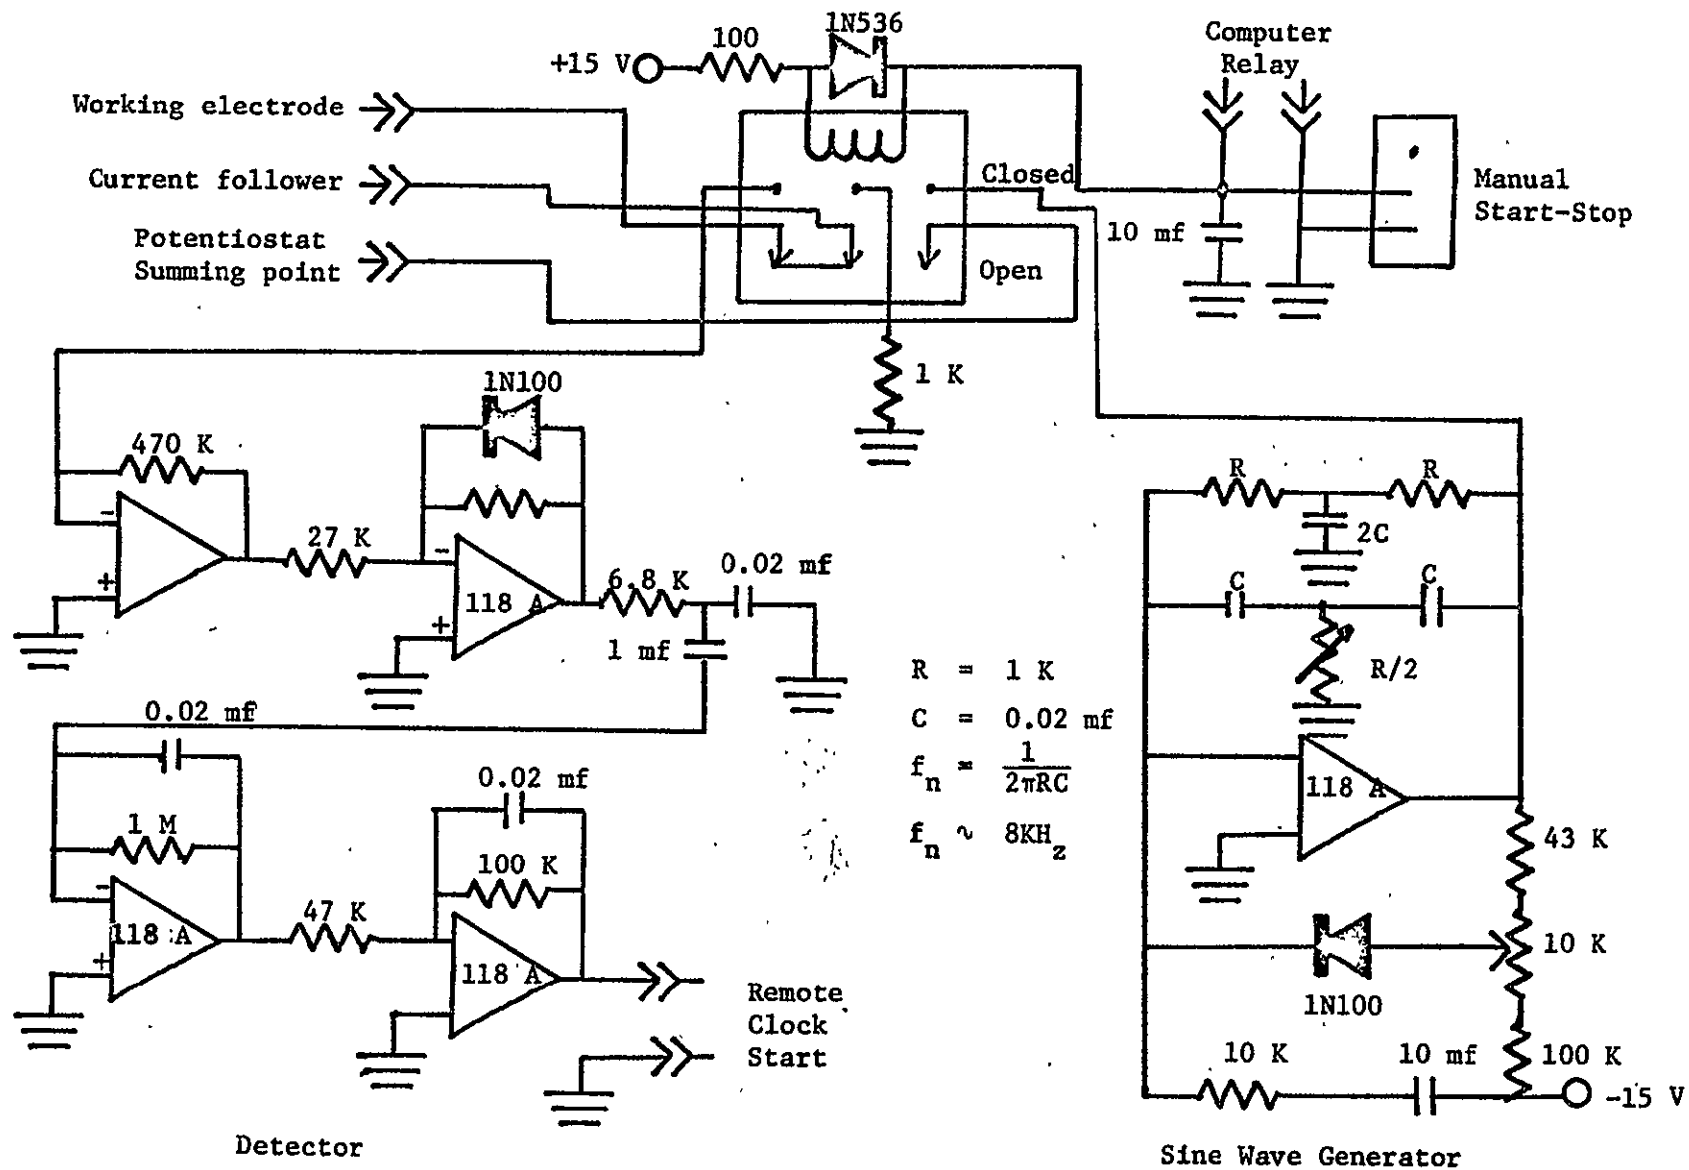 1N536
100
+15 V
Computer
Relay
Working electrode
Current follower
Potentiostat
Summing point
Closed
Open
10 mf
Manual
Start-Stop
1 K
1N100
470 K
-
+
27 K
-
+
118 A
6.8 K
0.02 mf
1 mf
0.02 mf
1 M
-
+
118 A
47 K
0.02 mf
100 K
118 A
Remote
Clock
Start
Detector
R = 1 K
C = 0.02 mf
fn = 1/2πRC
fn ~ 8KHz
R
R
2C
C
C
R/2
118 A
43 K
10 K
1N100
10 K
10 mf
100 K
-15 V
Sine Wave Generator